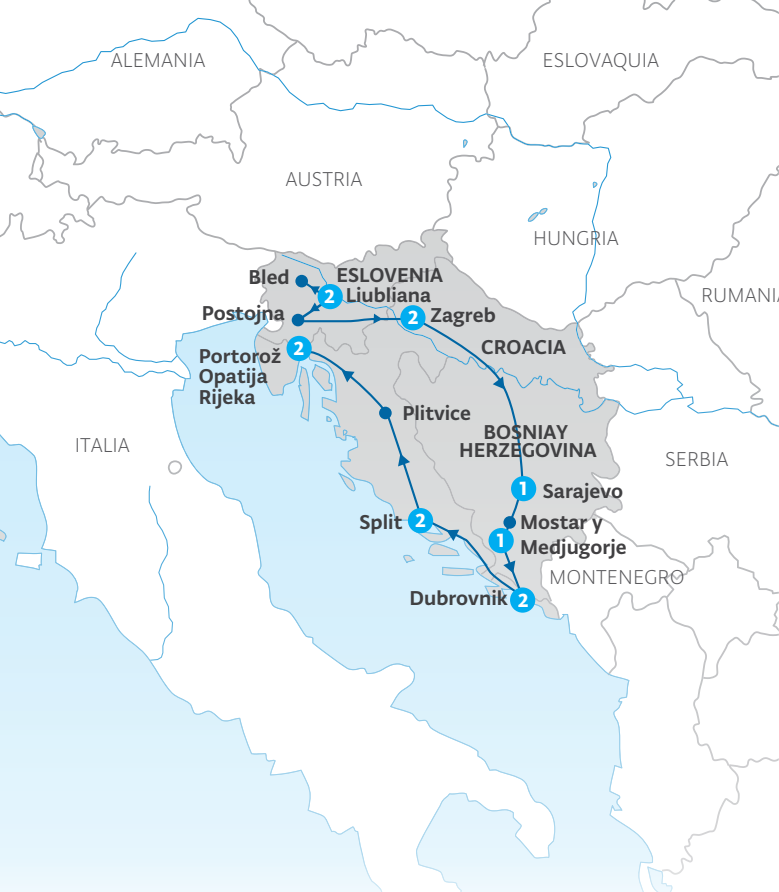 ALEMANIA
ESLOVAQUIA
AUSTRIA
HUNGRIA
RUMANIA
Bled
ESLOVENIA
2
Liubliana
Postojna
2
Zagreb
Portorož
Opatija
Rijeka
2
CROACIA
Plitvice
ITALIA
BOSNIAY
HERZEGOVINA
SERBIA
1
Sarajevo
Split
2
Mostar y
Medjugorje
1
MONTENEGRO
Dubrovnik
2